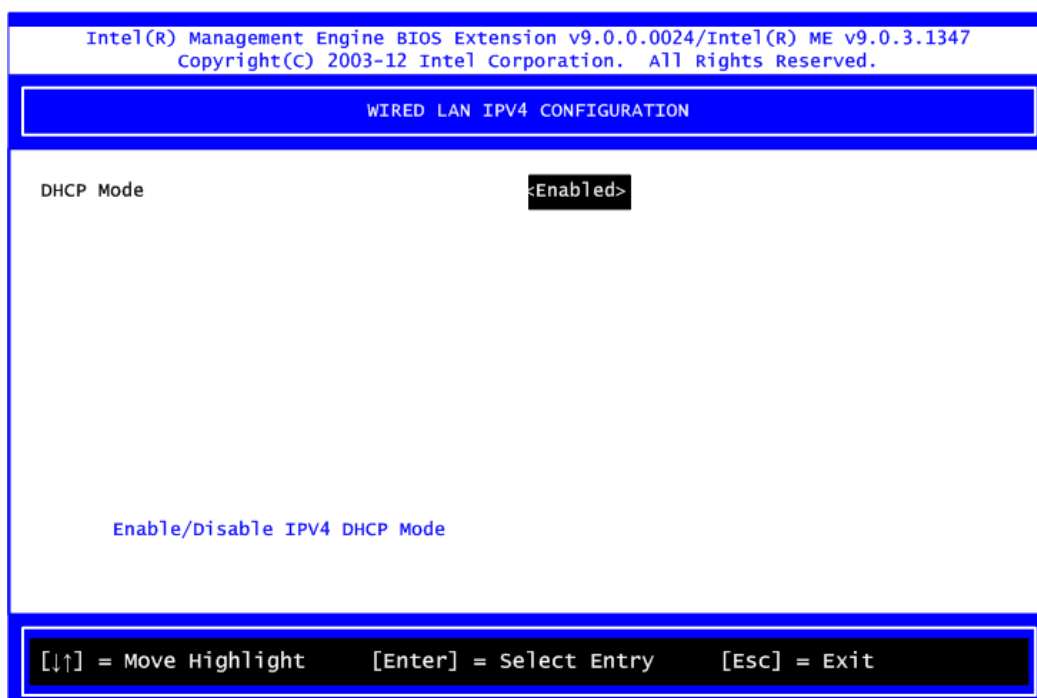 Intel(R) Management Engine BIOS Extension v9.0.0.0024/Intel(R) ME v9.0.3.1347
Copyright(C) 2003-12 Intel Corporation.  All Rights Reserved.
WIRED LAN IPV4 CONFIGURATION
DHCP Mode <Enabled>
Enable/Disable IPV4 DHCP Mode
[↓↑] = Move Highlight [Enter] = Select Entry [Esc] = Exit